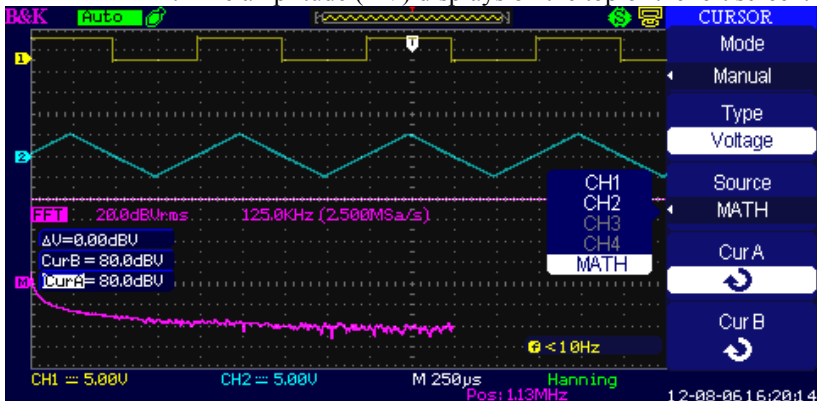 B&K Auto T CURSOR
Mode
Manual
Type
Voltage
Source
MATH
Cur A
Cur B
1
2
CH1
CH2
CH3
CH4
MATH
FFT 20.0dBVrms 125.0KHz (2.500MSa/s)
ΔV=0.00dBV
CurB = 80.0dBV
CurA = 80.0dBV
M
f <10Hz
CH1 5.00V CH2 5.00V M 250µs Hanning
Pos: 1.13MHz 12-08-06 16:20:14